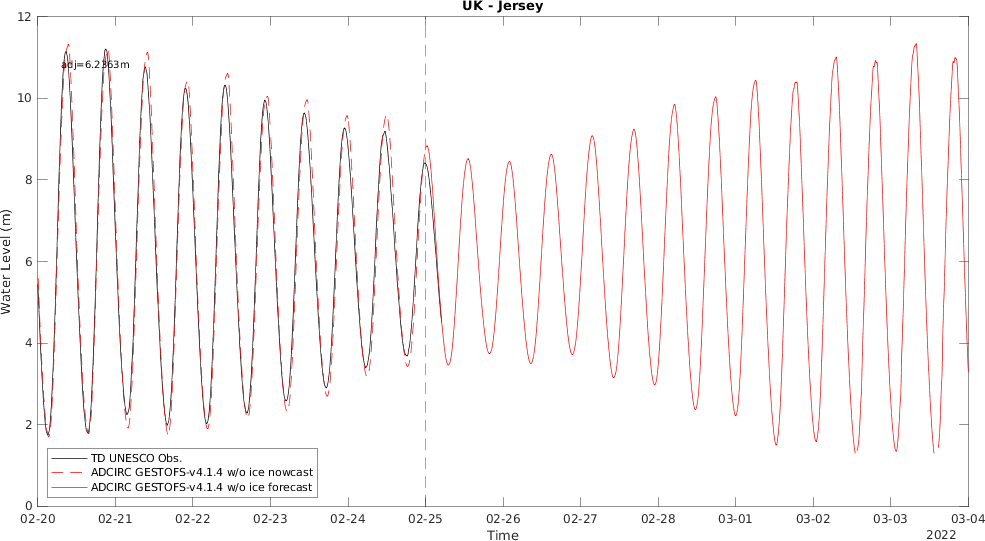 UK - Jersey
12
10
8
6
4
2
0
Water Level (m)
adj=6.2363m
TD UNESCO Obs.
ADCIRC GESTOFS-v4.1.4 w/o ice nowcast
ADCIRC GESTOFS-v4.1.4 w/o ice forecast
02-20 02-21 02-22 02-23 02-24 02-25 02-26 02-27 02-28 03-01 03-02 03-03 03-04
Time
2022